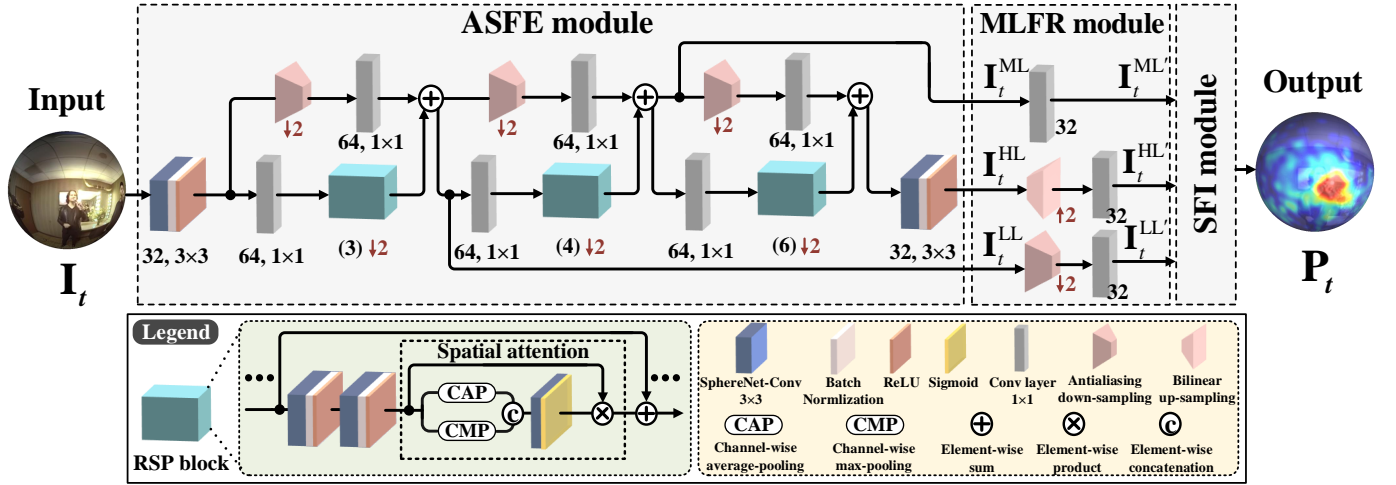 ASFE module
MLFR module
SFI module
Input
I_t
Output
P_t
↓2
64, 1×1
↓2
64, 1×1
↓2
64, 1×1
32, 3×3
64, 1×1
(3) ↓2
64, 1×1
(4) ↓2
64, 1×1
(6) ↓2
32, 3×3
I_t^ML
32
I_t^ML′
I_t^HL
↑2
32
I_t^HL′
I_t^LL
↓2
32
I_t^LL′
Legend
RSP block
Spatial attention
CAP
CMP
C
SphereNet-Conv
3×3
Batch
Normlization
ReLU
Sigmoid
Conv layer
1×1
Antialiasing
down-sampling
Bilinear
up-sampling
CAP
Channel-wise
average-pooling
CMP
Channel-wise
max-pooling
Element-wise
sum
Element-wise
product
C
Element-wise
concatenation